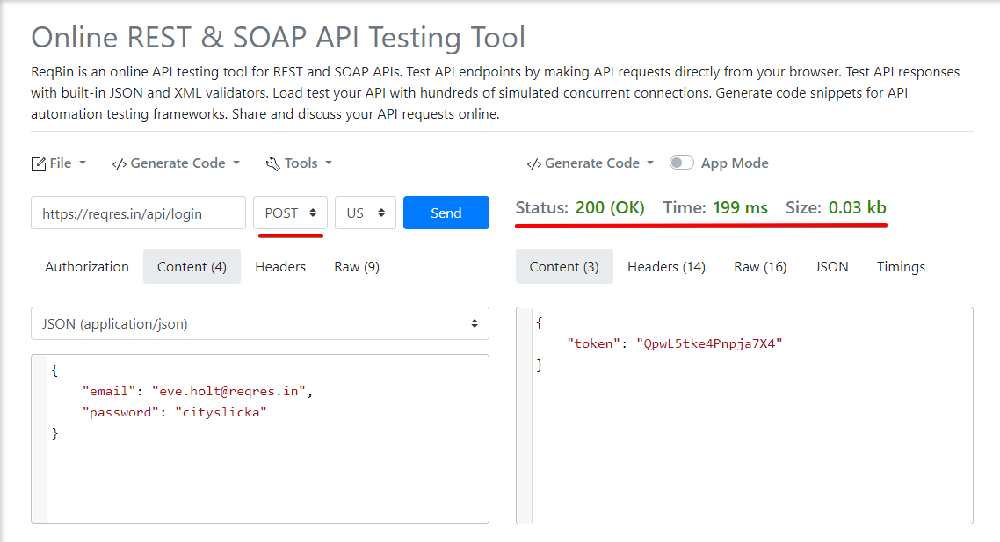 Online REST & SOAP API Testing Tool
ReqBin is an online API testing tool for REST and SOAP APIs. Test API endpoints by making API requests directly from your browser. Test API responses
with built-in JSON and XML validators. Load test your API with hundreds of simulated concurrent connections. Generate code snippets for API
automation testing frameworks. Share and discuss your API requests online.
File </> Generate Code Tools
</> Generate Code App Mode
https://reqres.in/api/login POST US Send
Status: 200 (OK) Time: 199 ms Size: 0.03 kb
Authorization Content (4) Headers Raw (9)
Content (3) Headers (14) Raw (16) JSON Timings
JSON (application/json)
{
"email": "eve.holt@reqres.in",
"password": "cityslicka"
}
{
"token": "QpwL5tke4Pnpja7X4"
}